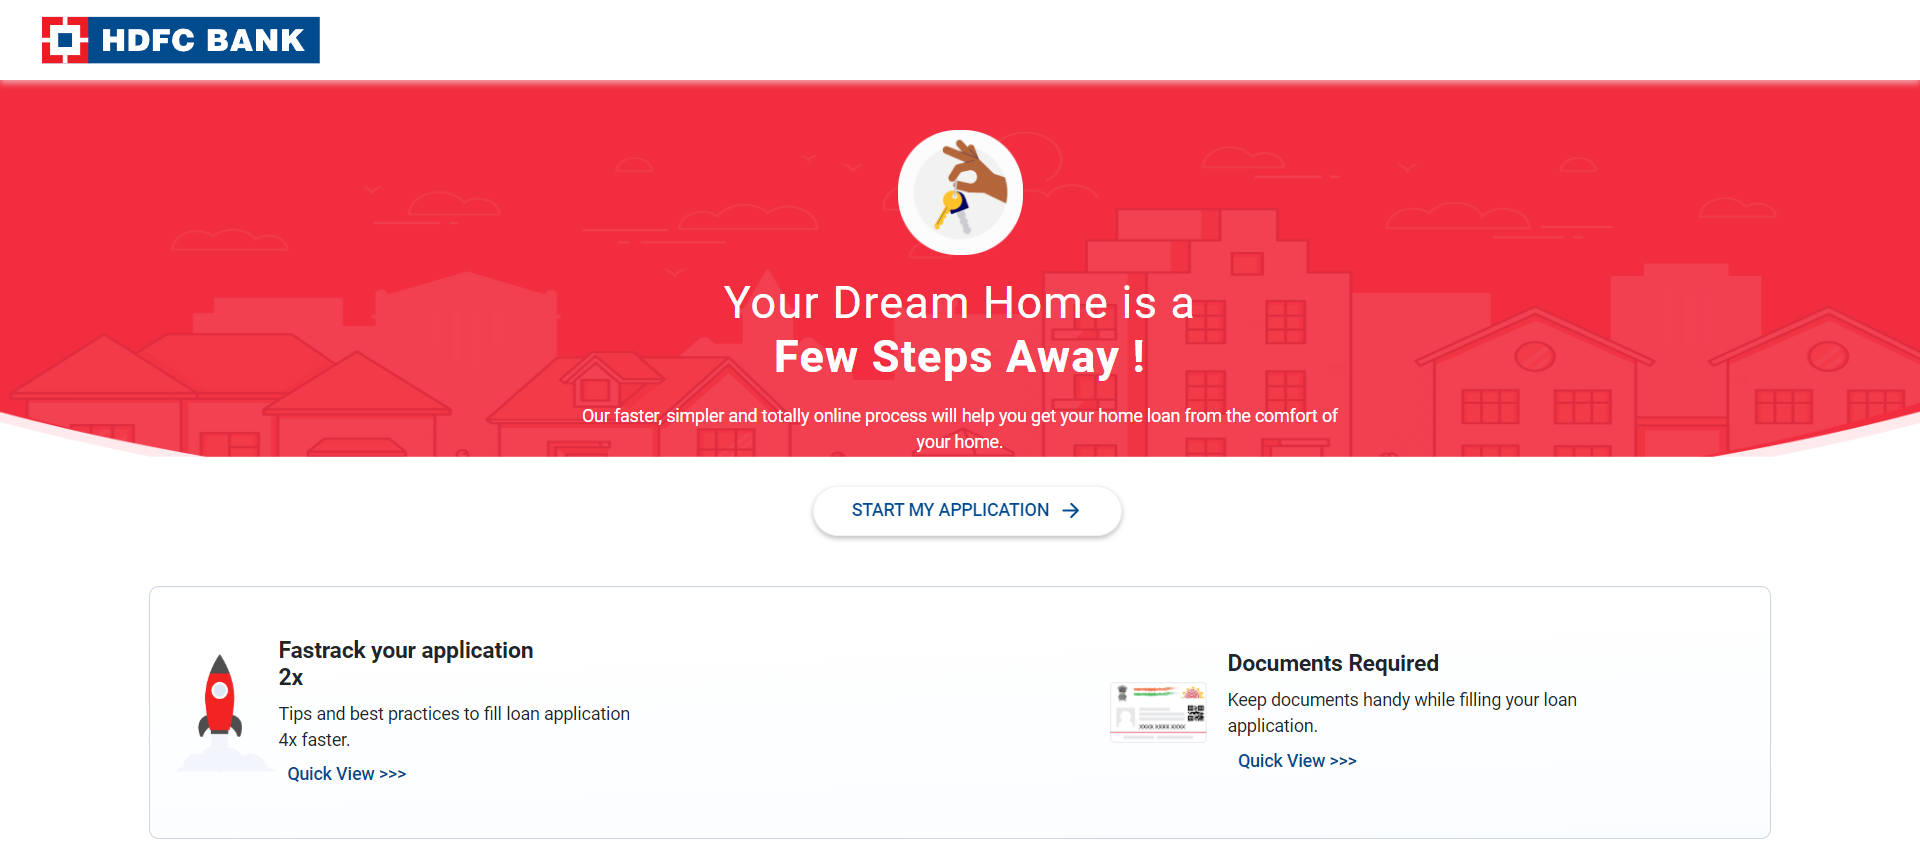 HDFC BANK
Your Dream Home is a
Few Steps Away !
Our faster, simpler and totally online process will help you get your home loan from the comfort of
your home.
START MY APPLICATION
Fastrack your application
2x
Tips and best practices to fill loan application
4x faster.
Quick View >>>
Documents Required
Keep documents handy while filling your loan
application.
Quick View >>>
XXXX XXXX XXXX